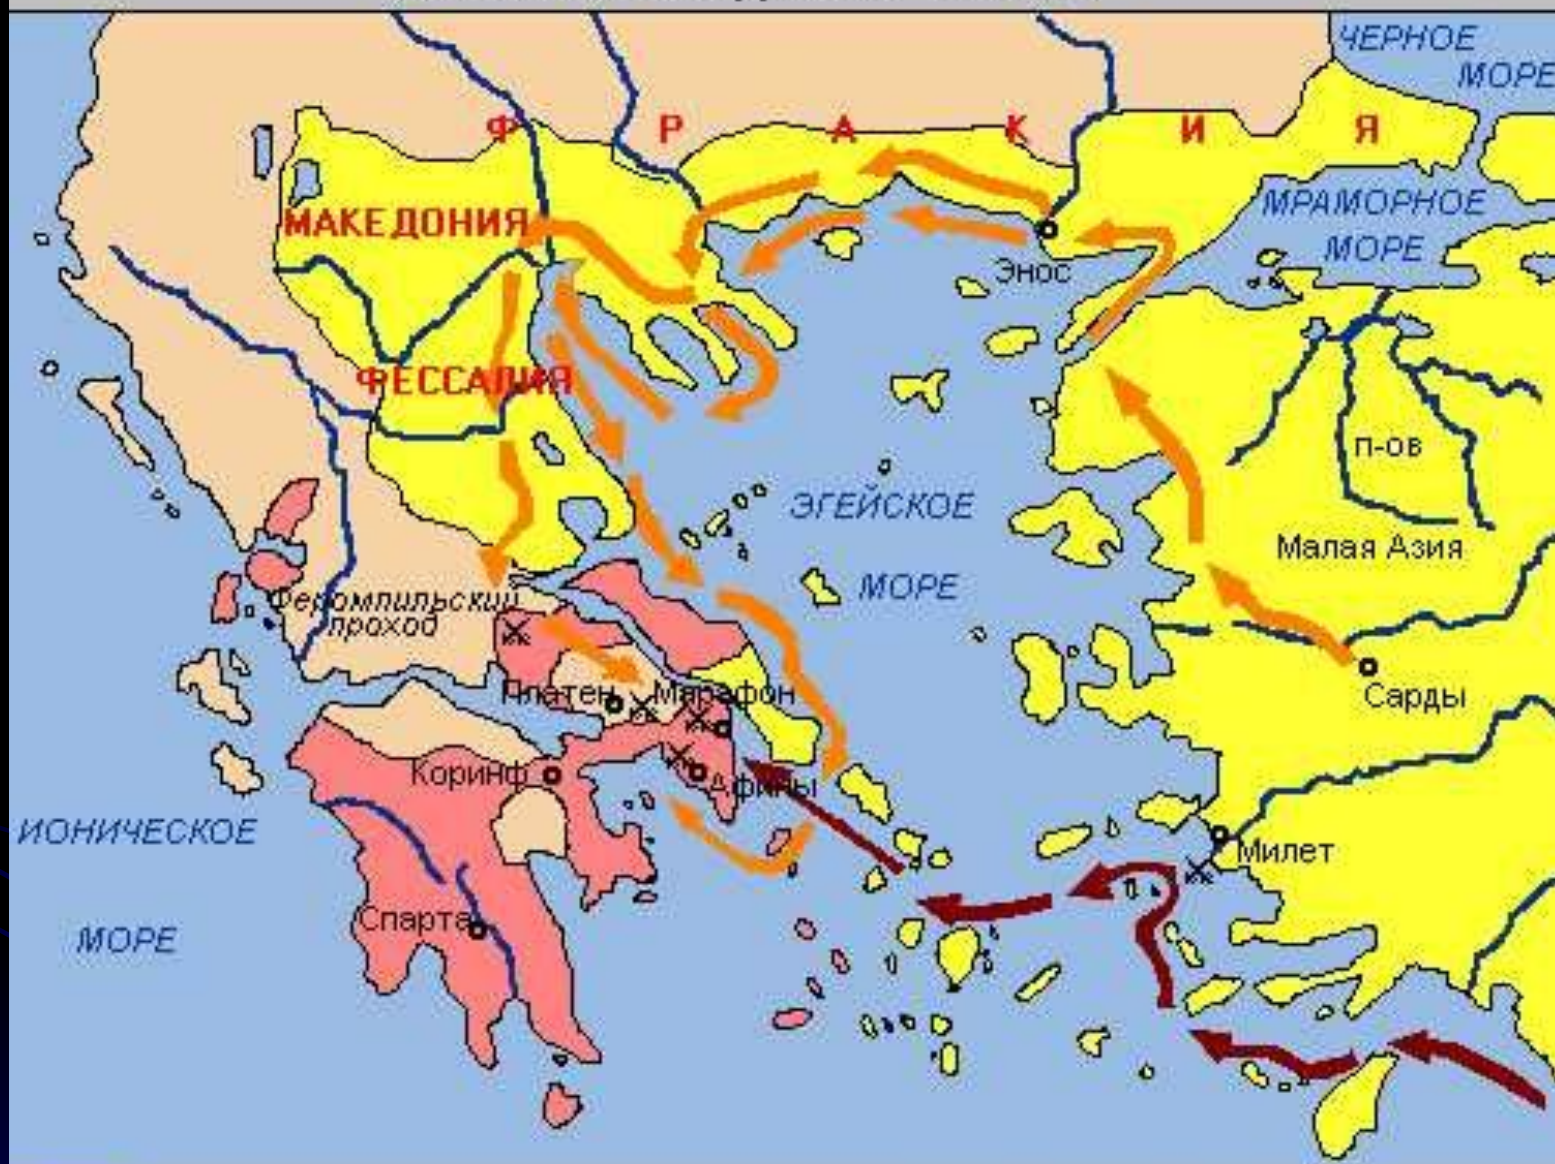 ЧЕРНОЕ
МОРЕ
Ф Р А К И Я
МАКЕДОНИЯ
МРАМОРНОЕ
МОРЕ
Энос
ФЕССАЛИЯ
п-ов
ЭГЕЙСКОЕ
МОРЕ
Малая Азия
Феромпильский
проход
Платеи
Марафон
Сарды
Коринф
Афины
ИОНИЧЕСКОЕ
МОРЕ
Милет
Спарта